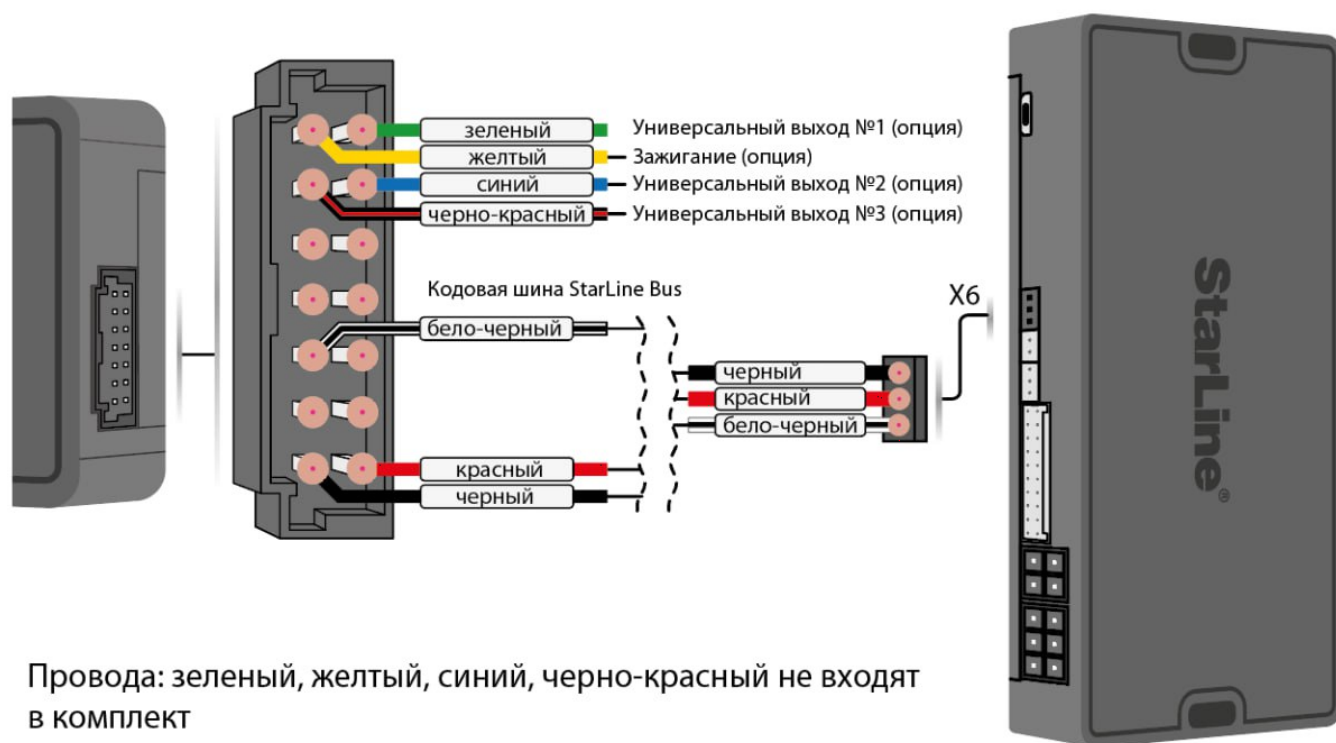 зеленый
Универсальный выход №1 (опция)
желтый
Зажигание (опция)
синий
Универсальный выход №2 (опция)
черно-красный
Универсальный выход №3 (опция)
Кодовая шина StarLine Bus
бело-черный
X6
черный
красный
бело-черный
красный
черный
StarLine®
Провода: зеленый, желтый, синий, черно-красный не входят
в комплект